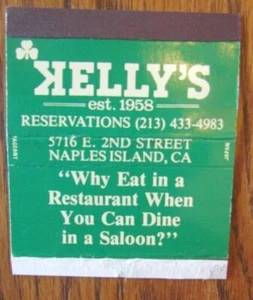 KELLY'S
est. 1958
RESERVATIONS (213) 433-4983
5716 E. 2ND STREET
NAPLES ISLAND, CA
"Why Eat in a
Restaurant When
You Can Dine
in a Saloon?"